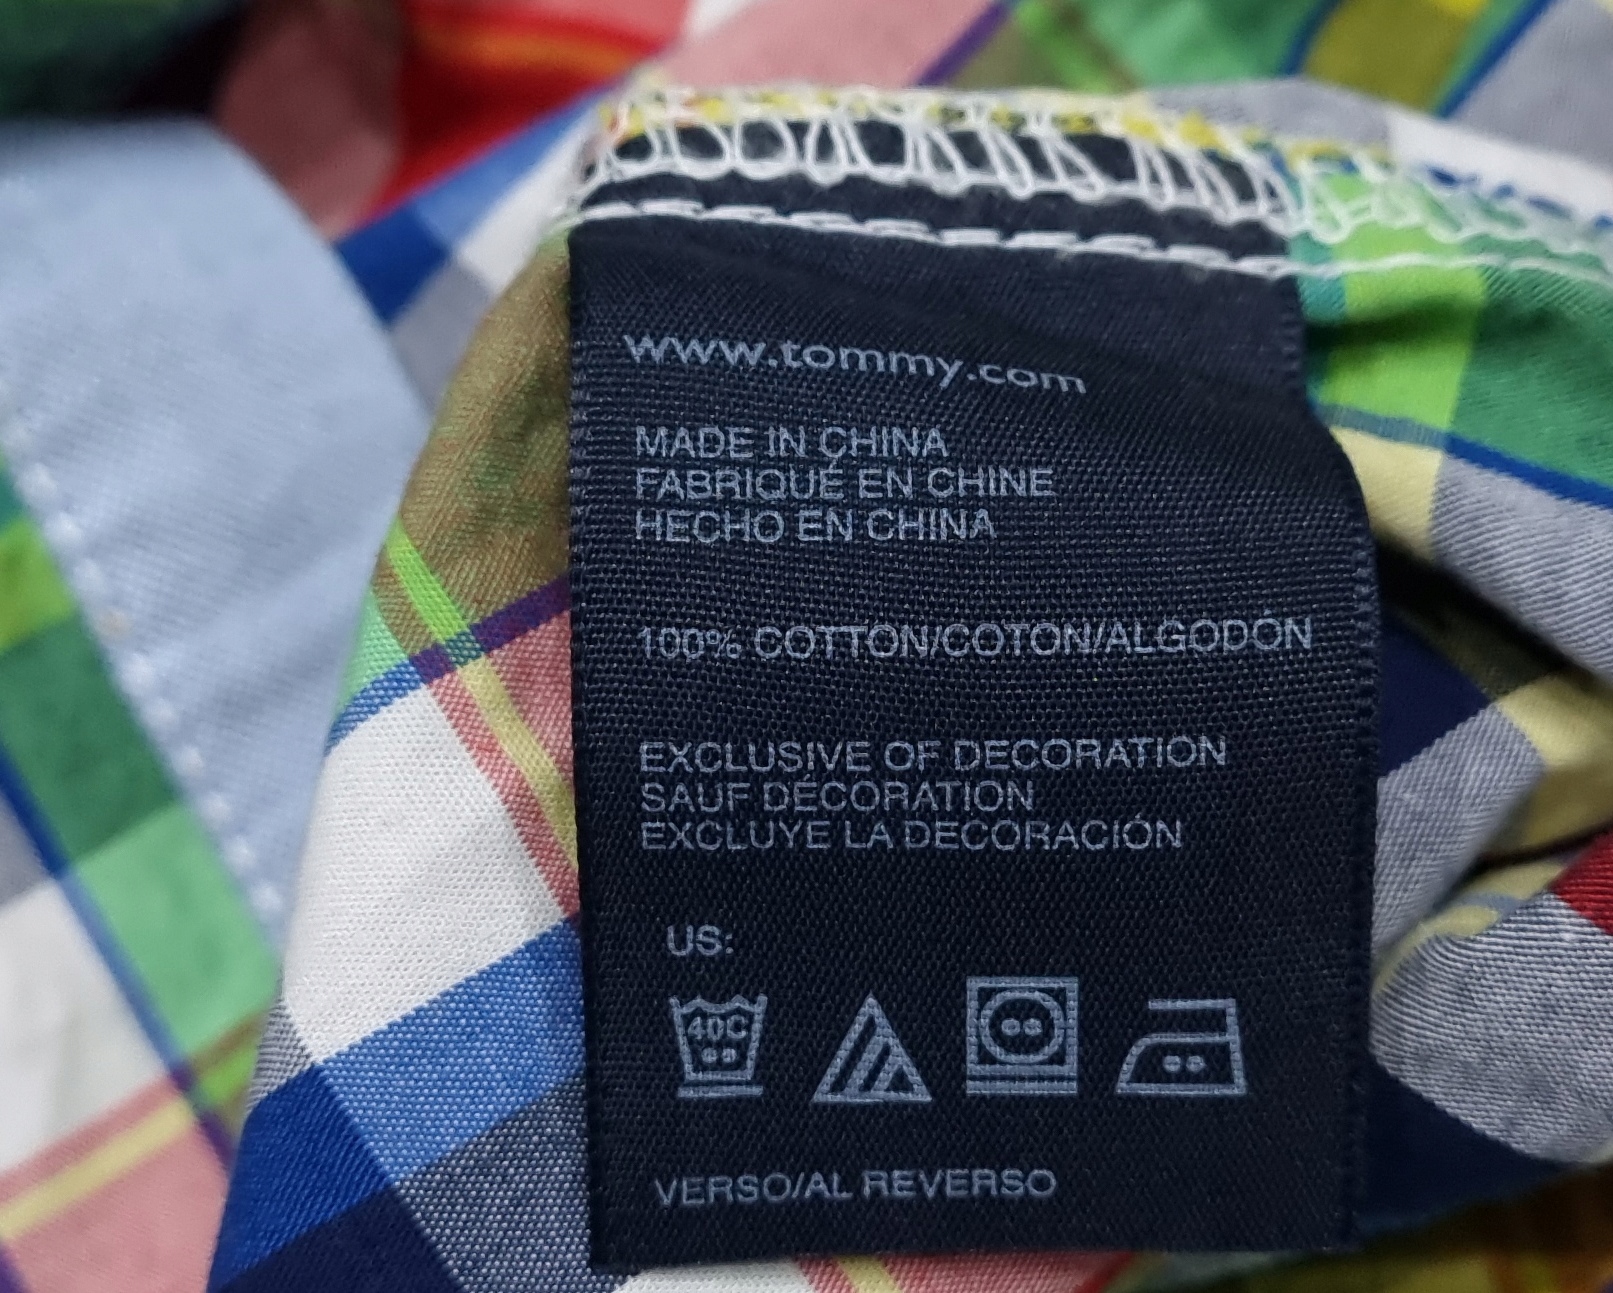 www.tommy.com
MADE IN CHINA
FABRIQUÉ EN CHINE
HECHO EN CHINA
100% COTTON/COTON/ALGODÓN
EXCLUSIVE OF DECORATION
SAUF DÉCORATION
EXCLUYE LA DECORACIÓN
US:
40C
VERSO/AL REVERSO